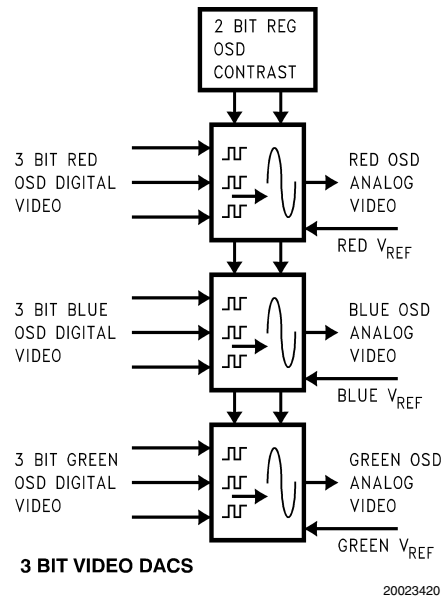 2 BIT REG
OSD
CONTRAST
3 BIT RED
OSD DIGITAL
VIDEO
RED OSD
ANALOG
VIDEO
RED VREF
3 BIT BLUE
OSD DIGITAL
VIDEO
BLUE OSD
ANALOG
VIDEO
BLUE VREF
3 BIT GREEN
OSD DIGITAL
VIDEO
GREEN OSD
ANALOG
VIDEO
GREEN VREF
3 BIT VIDEO DACS
20023420